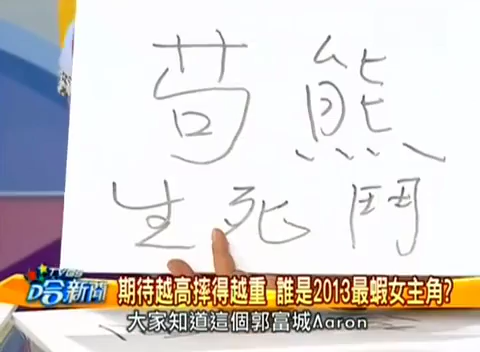 苟熊
生死鬥
TVBS
哈新聞
期待越高摔得越重 誰是2013最蝦女主角?
大家知道這個郭富城Aaron